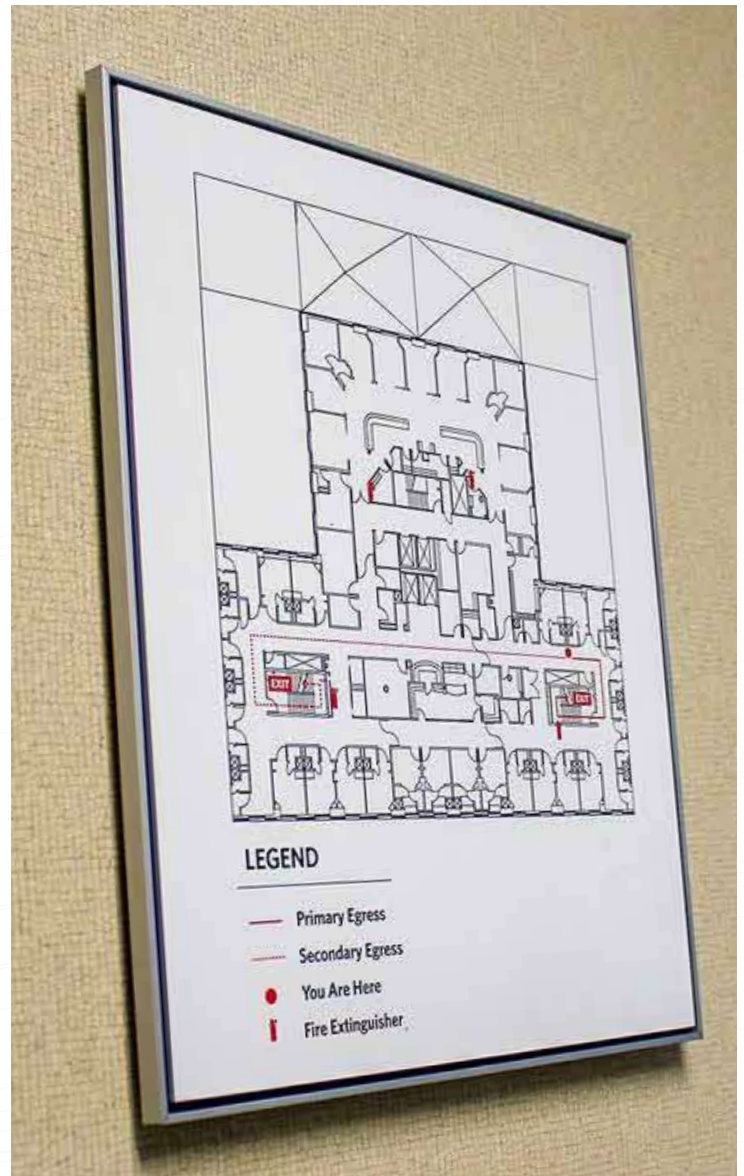 EXIT
EXIT
LEGEND
Primary Egress
Secondary Egress
You Are Here
Fire Extinguisher